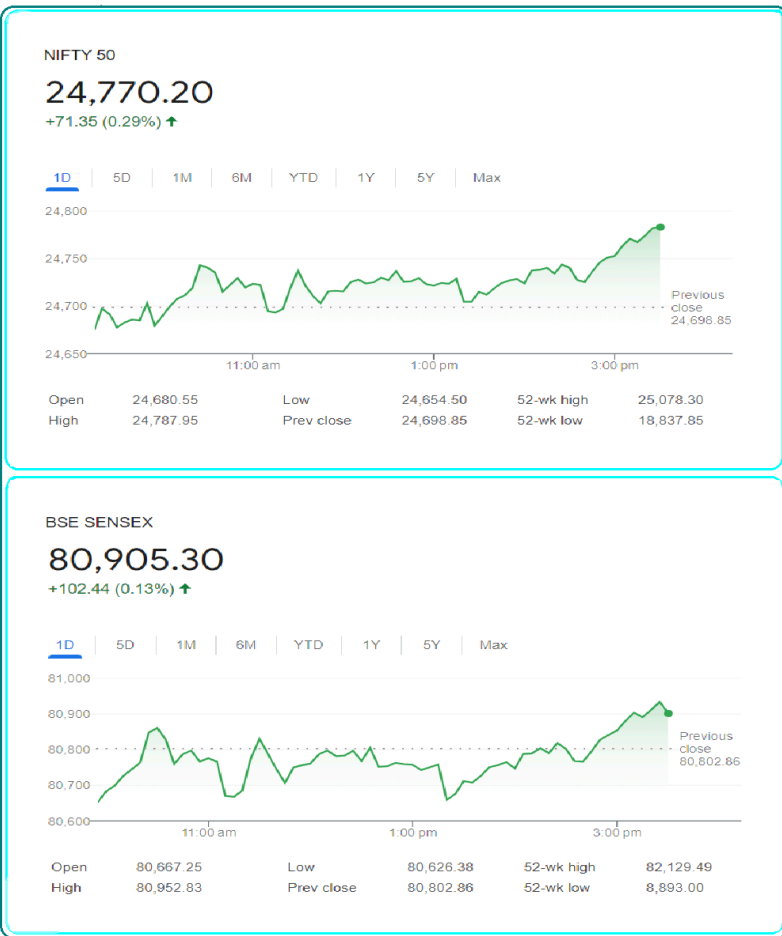 NIFTY 50
24,770.20
+71.35 (0.29%) ↑
1D 5D 1M 6M YTD 1Y 5Y Max
24,800
24,750
24,700
24,650
Previous
close
24,698.85
11:00 am 1:00 pm 3:00 pm
Open 24,680.55 Low 24,654.50 52-wk high 25,078.30
High 24,787.95 Prev close 24,698.85 52-wk low 18,837.85
BSE SENSEX
80,905.30
+102.44 (0.13%) ↑
1D 5D 1M 6M YTD 1Y 5Y Max
81,000
80,900
80,800
80,700
80,600
Previous
close
80,802.86
11:00 am 1:00 pm 3:00 pm
Open 80,667.25 Low 80,626.38 52-wk high 82,129.49
High 80,952.83 Prev close 80,802.86 52-wk low 8,893.00